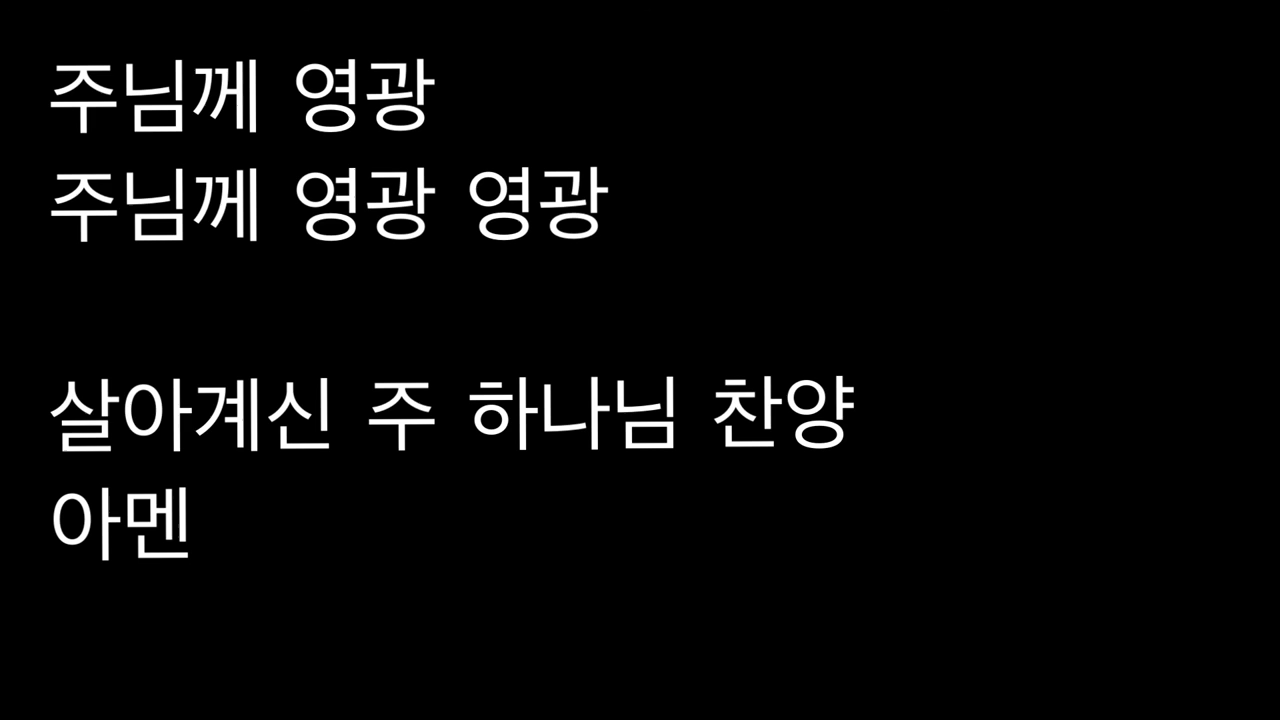 주님께 영광
주님께 영광 영광
살아계신 주 하나님 찬양
아멘